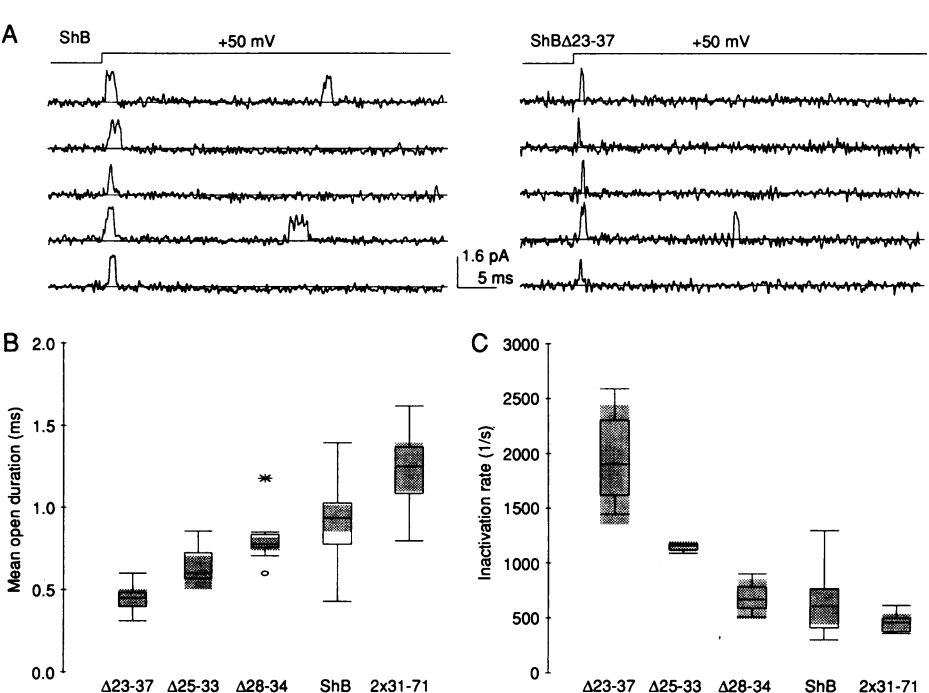 A
ShB
+50 mV
ShBΔ23-37
+50 mV
1.6 pA
5 ms
B
Mean open duration (ms)
2.0
1.5
1.0
0.5
0.0
Δ23-37 Δ25-33 Δ28-34 ShB 2x31-71
C
Inactivation rate (1/s)
3000
2500
2000
1500
1000
500
0
Δ23-37 Δ25-33 Δ28-34 ShB 2x31-71